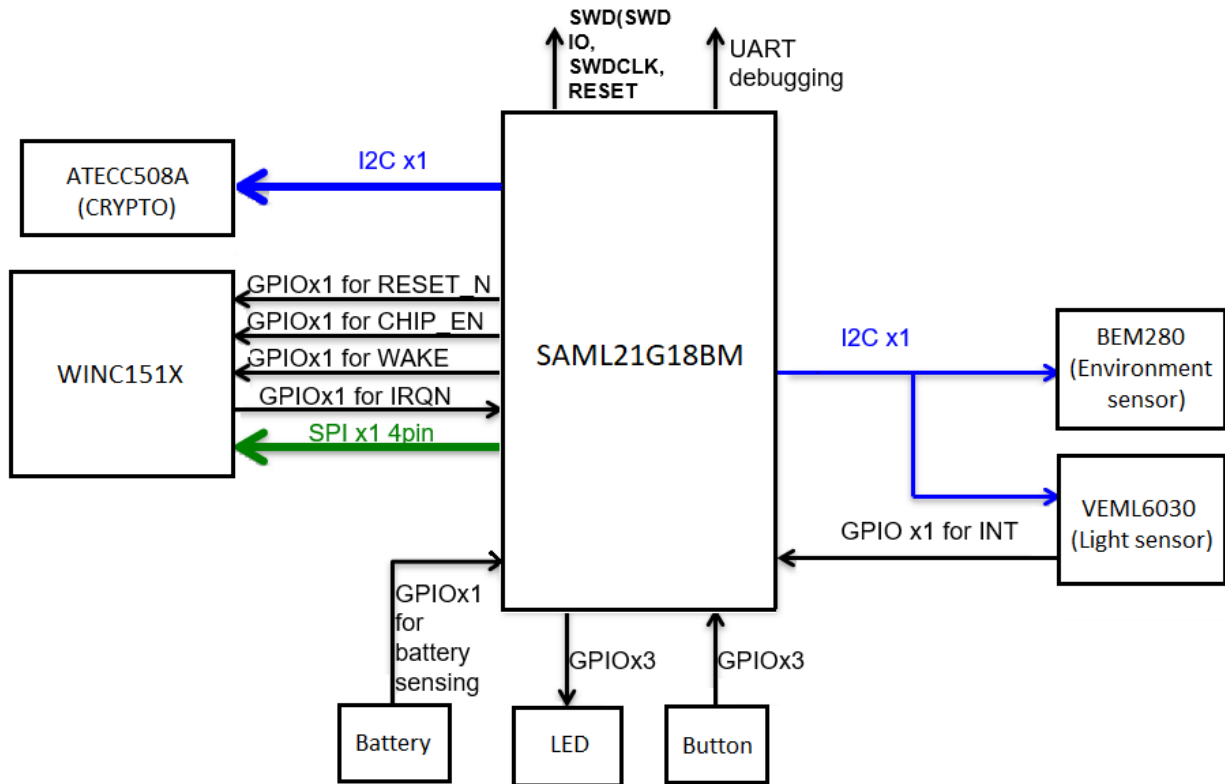 SWD(SWD
IO,
SWDCLK,
RESET
UART
debugging
I2C x1
ATECC508A
(CRYPTO)
GPIOx1 for RESET_N
GPIOx1 for CHIP_EN
GPIOx1 for WAKE
GPIOx1 for IRQN
SPI x1 4pin
WINC151X
SAML21G18BM
I2C x1
BEM280
(Environment
sensor)
VEML6030
(Light sensor)
GPIO x1 for INT
GPIOx1
for
battery
sensing
GPIOx3
GPIOx3
Battery
LED
Button